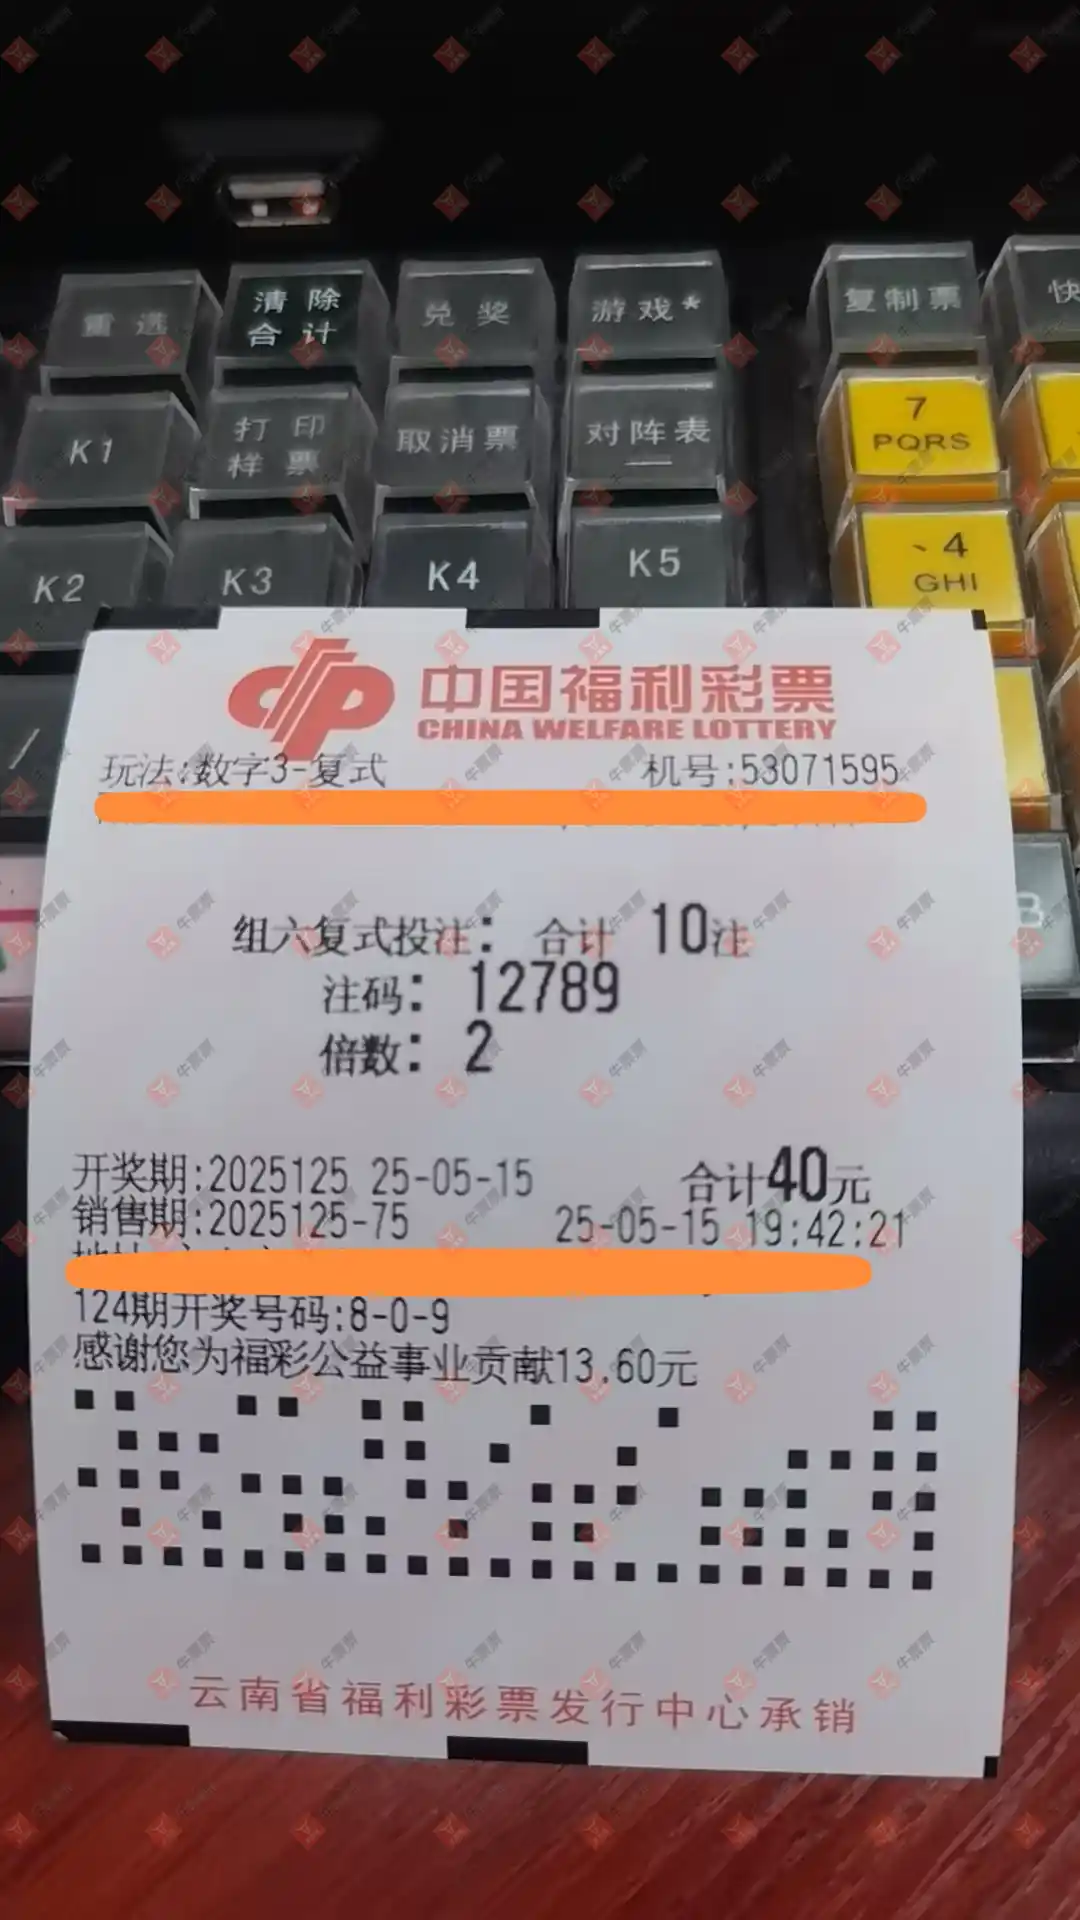 重选
清除
合计
兑奖
游戏*
复制票
快
K1
打印
样票
取消票
对阵表
7
PQRS
K2
K3
K4
K5
4
GHI
/
B
中国福利彩票
CHINA WELFARE LOTTERY
玩法:数字3-复式 机号:53071595
组六复式投注: 合计 10注
注码: 12789
倍数: 2
开奖期:2025125 25-05-15 合计40元
销售期:2025125-75 25-05-15 19:42:21
124期开奖号码:8-0-9
感谢您为福彩公益事业贡献13.60元
云南省福利彩票发行中心承销
牛票票